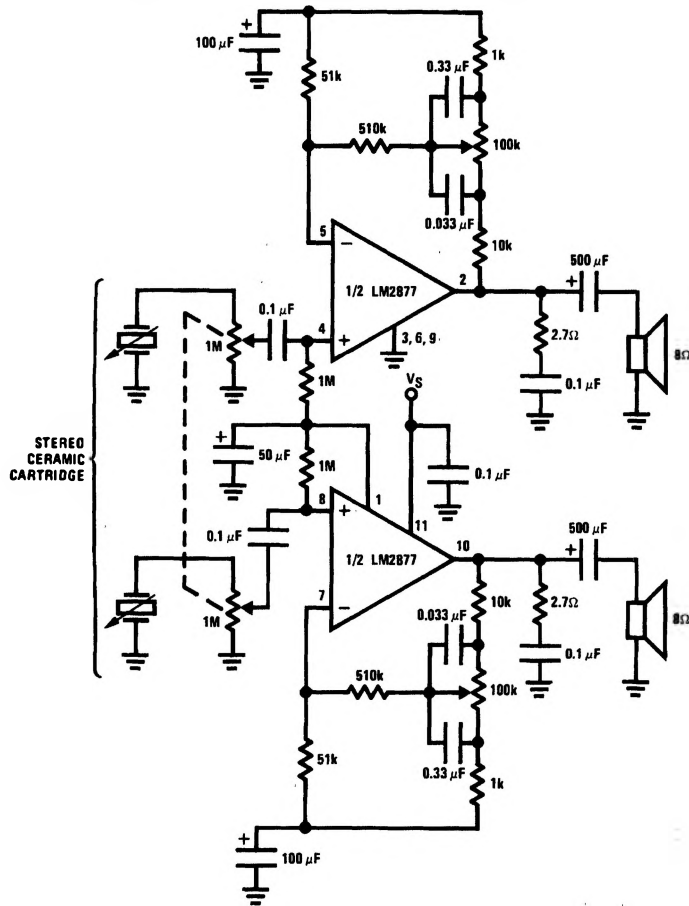 100 μF
+
51k
0.33 μF
1k
510k
100k
0.033 μF
10k
5
−
1/2 LM2877
2
500 μF
+
0.1 μF
4
+
3, 6, 9
2.7Ω
8Ω
1M
1M
0.1 μF
VS
STEREO
CERAMIC
CARTRIDGE
+
50 μF
1M
0.1 μF
8
+
1
11
0.1 μF
1/2 LM2877
10
500 μF
+
7
−
1M
10k
2.7Ω
8Ω
0.033 μF
0.1 μF
510k
100k
51k
0.33 μF
1k
+
100 μF